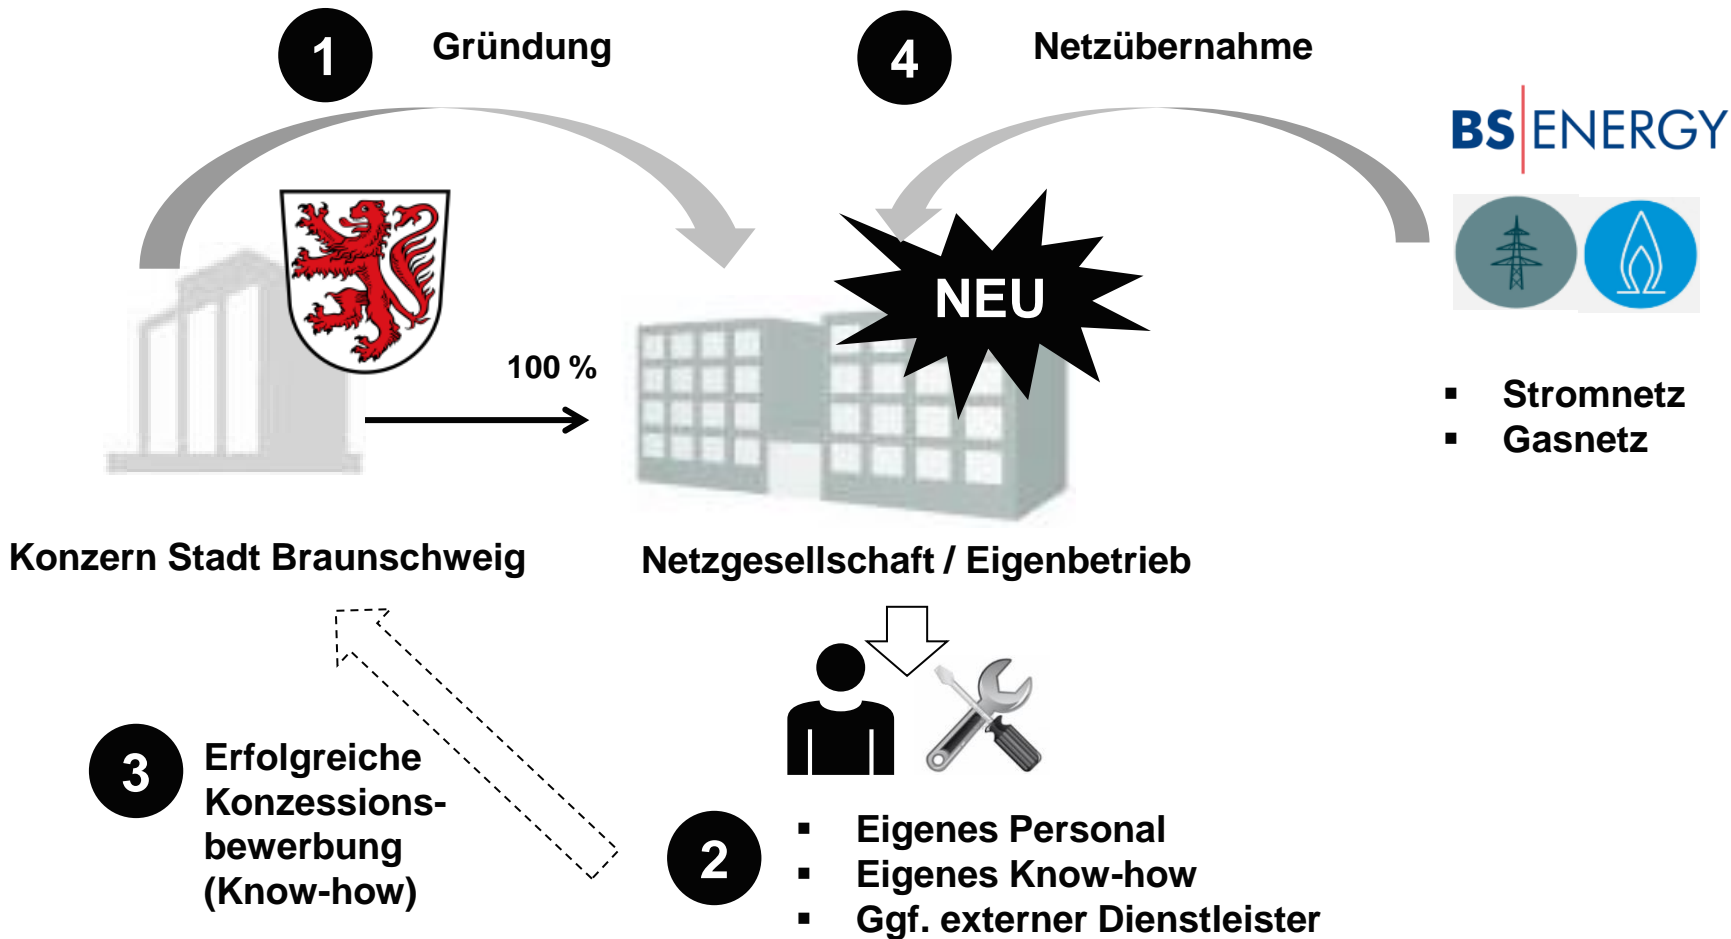 1 Gründung
4 Netzübernahme
BS ENERGY
NEU
100 %
▪ Stromnetz
▪ Gasnetz
Konzern Stadt Braunschweig
Netzgesellschaft / Eigenbetrieb
3 Erfolgreiche
Konzessions-
bewerbung
(Know-how)
2
▪ Eigenes Personal
▪ Eigenes Know-how
▪ Ggf. externer Dienstleister